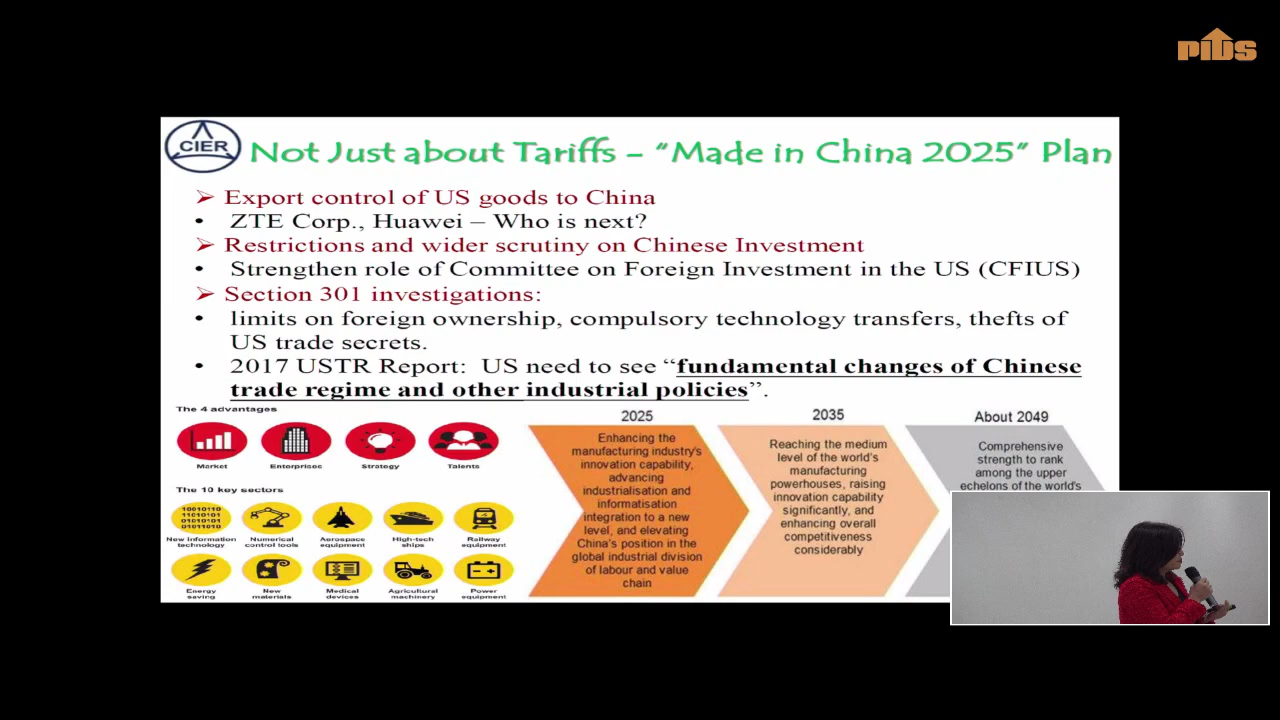 PIDS
CIER
Not Just about Tariffs – “Made in China 2025” Plan
➢ Export control of US goods to China
• ZTE Corp., Huawei – Who is next?
➢ Restrictions and wider scrutiny on Chinese Investment
• Strengthen role of Committee on Foreign Investment in the US (CFIUS)
➢ Section 301 investigations:
• limits on foreign ownership, compulsory technology transfers, thefts of
US trade secrets.
• 2017 USTR Report: US need to see “fundamental changes of Chinese
trade regime and other industrial policies”.
The 4 advantages
Market
Enterprises
Strategy
Talents
The 10 key sectors
10010110
11010101
01010101
01011010
New information
technology
Numerical
control tools
Aerospace
equipment
High-tech
ships
Railway
equipment
Energy
saving
New
materials
Medical
devices
Agricultural
machinery
Power
equipment
2025
Enhancing the
manufacturing industry's
innovation capability,
advancing
industrialisation and
informatisation
integration to a new
level, and elevating
China's position in the
global industrial division
of labour and value
chain
2035
Reaching the medium
level of the world's
manufacturing
powerhouses, raising
innovation capability
significantly, and
enhancing overall
competitiveness
considerably
About 2049
Comprehensive
strength to rank
among the upper
echelons of the world's